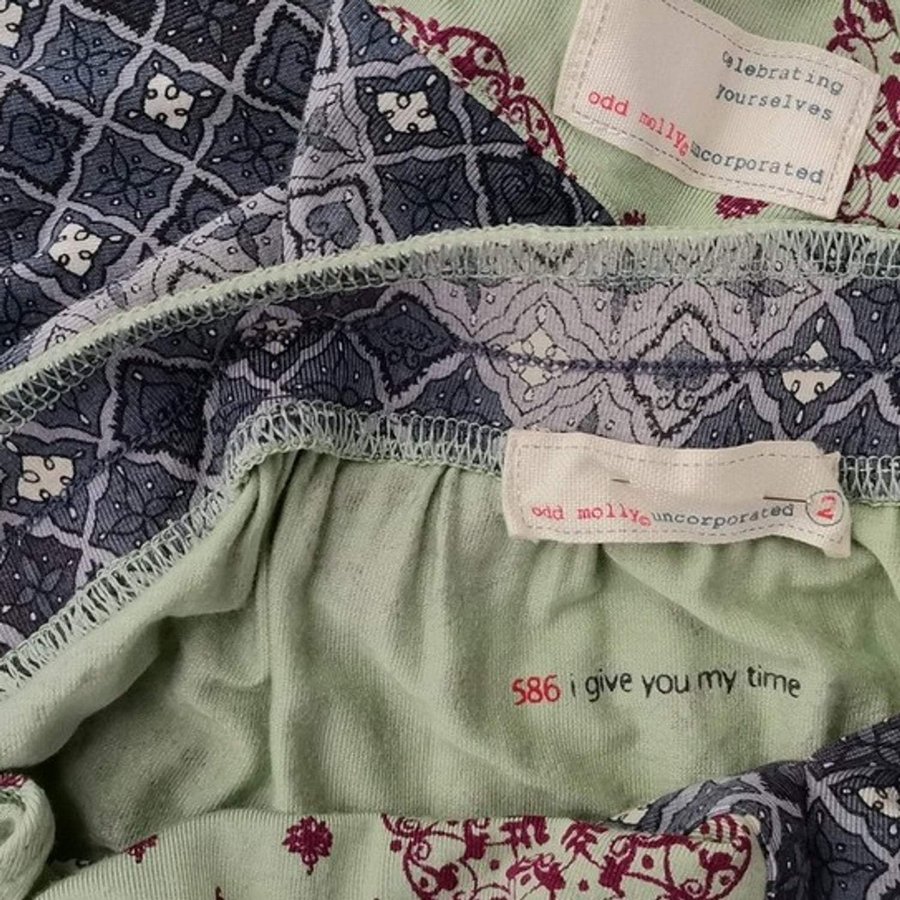 Celebrating
Yourselves
odd molly© uncorporated
odd molly© uncorporated 2
586 i give you my time